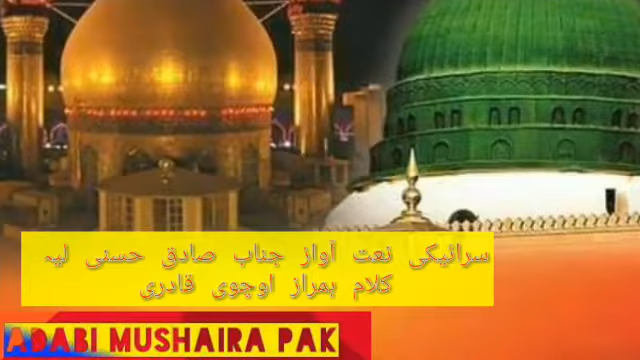 سرائیکی نعت آواز جناب صادق حسنی لیہ
کلام ہمراز اوچوی قادری
ADABI MUSHAIRA PAK